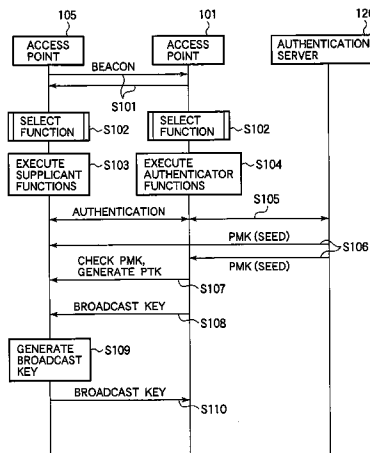 105
101
120
ACCESS
POINT
ACCESS
POINT
AUTHENTICATION
SERVER
BEACON
S101
SELECT
FUNCTION
S102
SELECT
FUNCTION
S102
EXECUTE
SUPPLICANT
FUNCTIONS
S103
EXECUTE
AUTHENTICATOR
FUNCTIONS
S104
AUTHENTICATION
S105
PMK (SEED)
S106
PMK (SEED)
CHECK PMK,
GENERATE PTK
S107
BROADCAST KEY
S108
GENERATE
BROADCAST
KEY
S109
BROADCAST KEY
S110